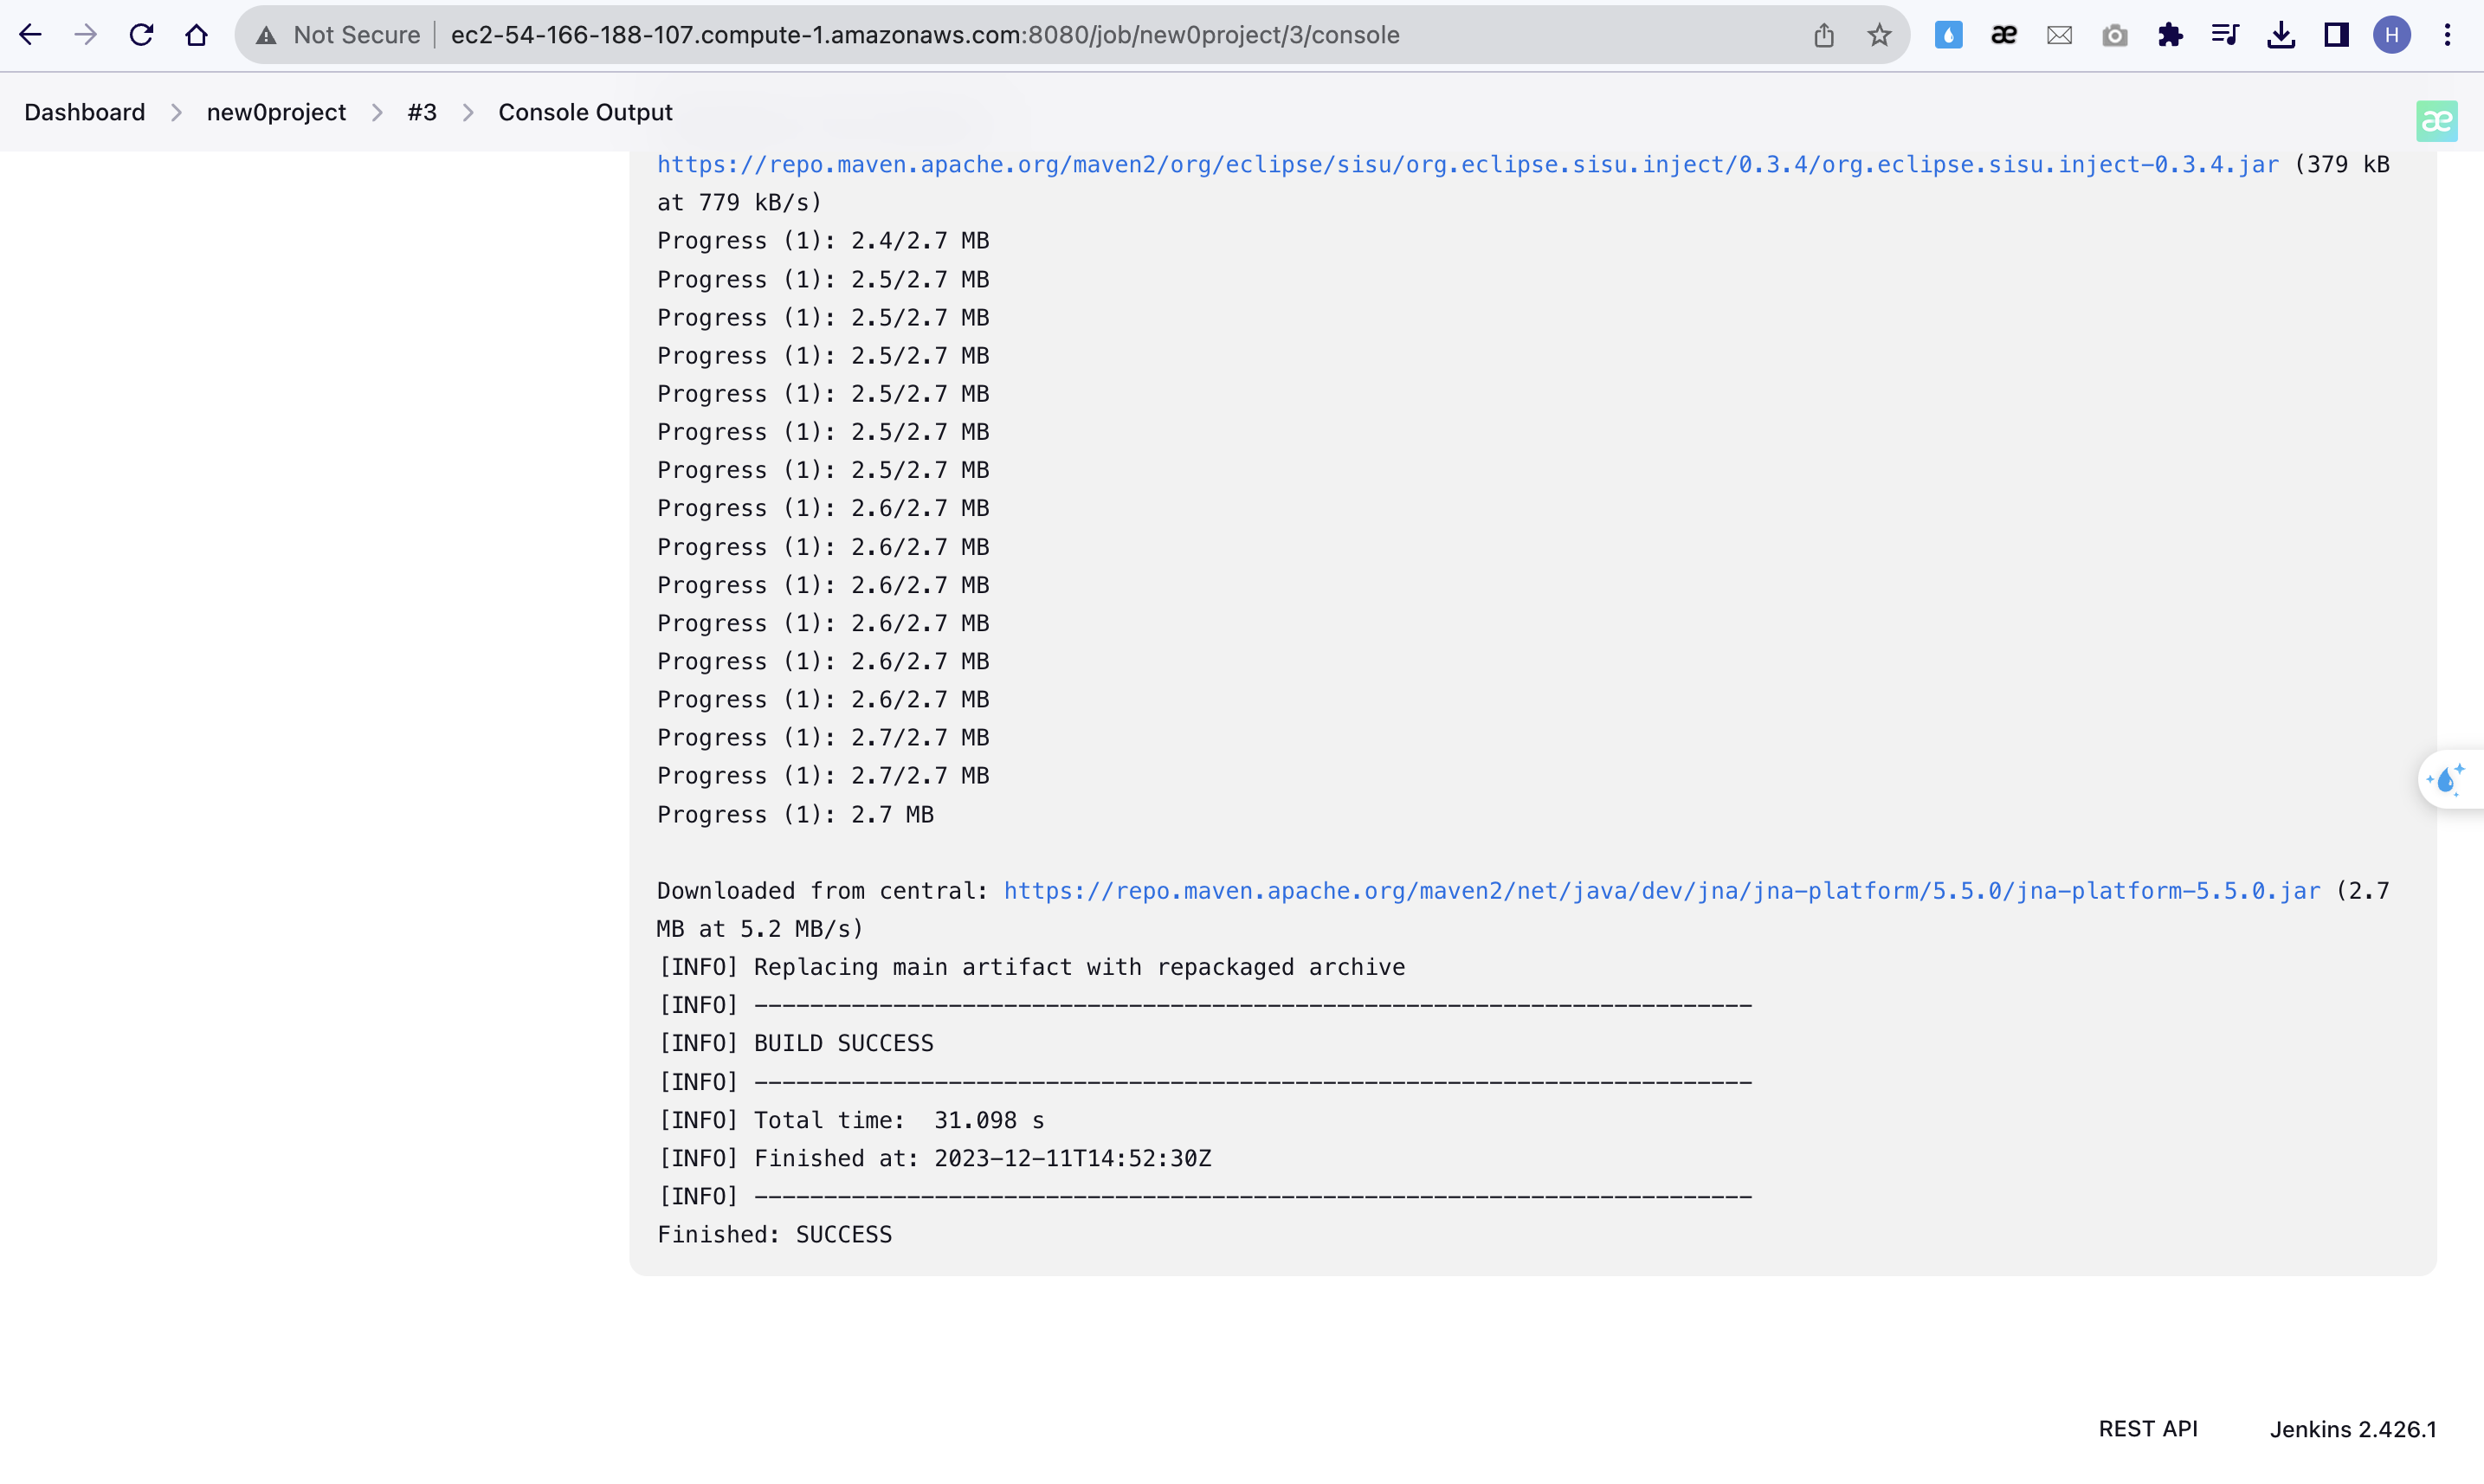 Not Secure ec2-54-166-188-107.compute-1.amazonaws.com:8080/job/new0project/3/console æ H
Dashboard new0project #3 Console Output
æ
https://repo.maven.apache.org/maven2/org/eclipse/sisu/org.eclipse.sisu.inject/0.3.4/org.eclipse.sisu.inject-0.3.4.jar (379 kB
at 779 kB/s)
Progress (1): 2.4/2.7 MB
Progress (1): 2.5/2.7 MB
Progress (1): 2.5/2.7 MB
Progress (1): 2.5/2.7 MB
Progress (1): 2.5/2.7 MB
Progress (1): 2.5/2.7 MB
Progress (1): 2.5/2.7 MB
Progress (1): 2.6/2.7 MB
Progress (1): 2.6/2.7 MB
Progress (1): 2.6/2.7 MB
Progress (1): 2.6/2.7 MB
Progress (1): 2.6/2.7 MB
Progress (1): 2.6/2.7 MB
Progress (1): 2.7/2.7 MB
Progress (1): 2.7/2.7 MB
Progress (1): 2.7 MB
Downloaded from central: https://repo.maven.apache.org/maven2/net/java/dev/jna/jna-platform/5.5.0/jna-platform-5.5.0.jar (2.7
MB at 5.2 MB/s)
[INFO] Replacing main artifact with repackaged archive
[INFO] ------------------------------------------------------------------------
[INFO] BUILD SUCCESS
[INFO] ------------------------------------------------------------------------
[INFO] Total time:  31.098 s
[INFO] Finished at: 2023-12-11T14:52:30Z
[INFO] ------------------------------------------------------------------------
Finished: SUCCESS
REST API Jenkins 2.426.1